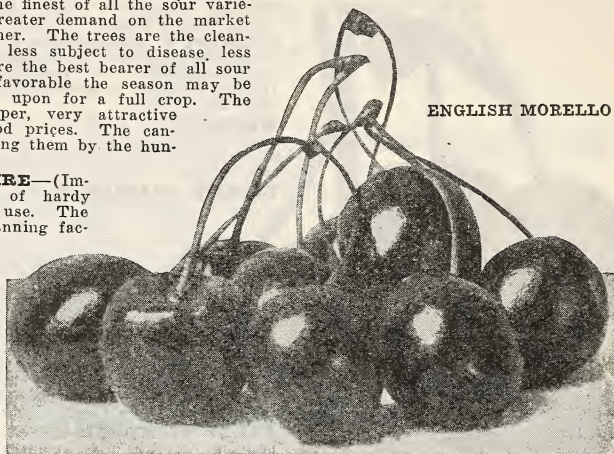 he finest of all the sour varie-
reater demand on the market
her. The trees are the clean-
less subject to disease, less
re the best bearer of all sour
favorable the season may be
upon for a full crop. The
per, very attractive
od prices. The can-
ng them by the hun-
RE—(Im-
of hardy
use. The
nning fac-
ENGLISH MORELLO